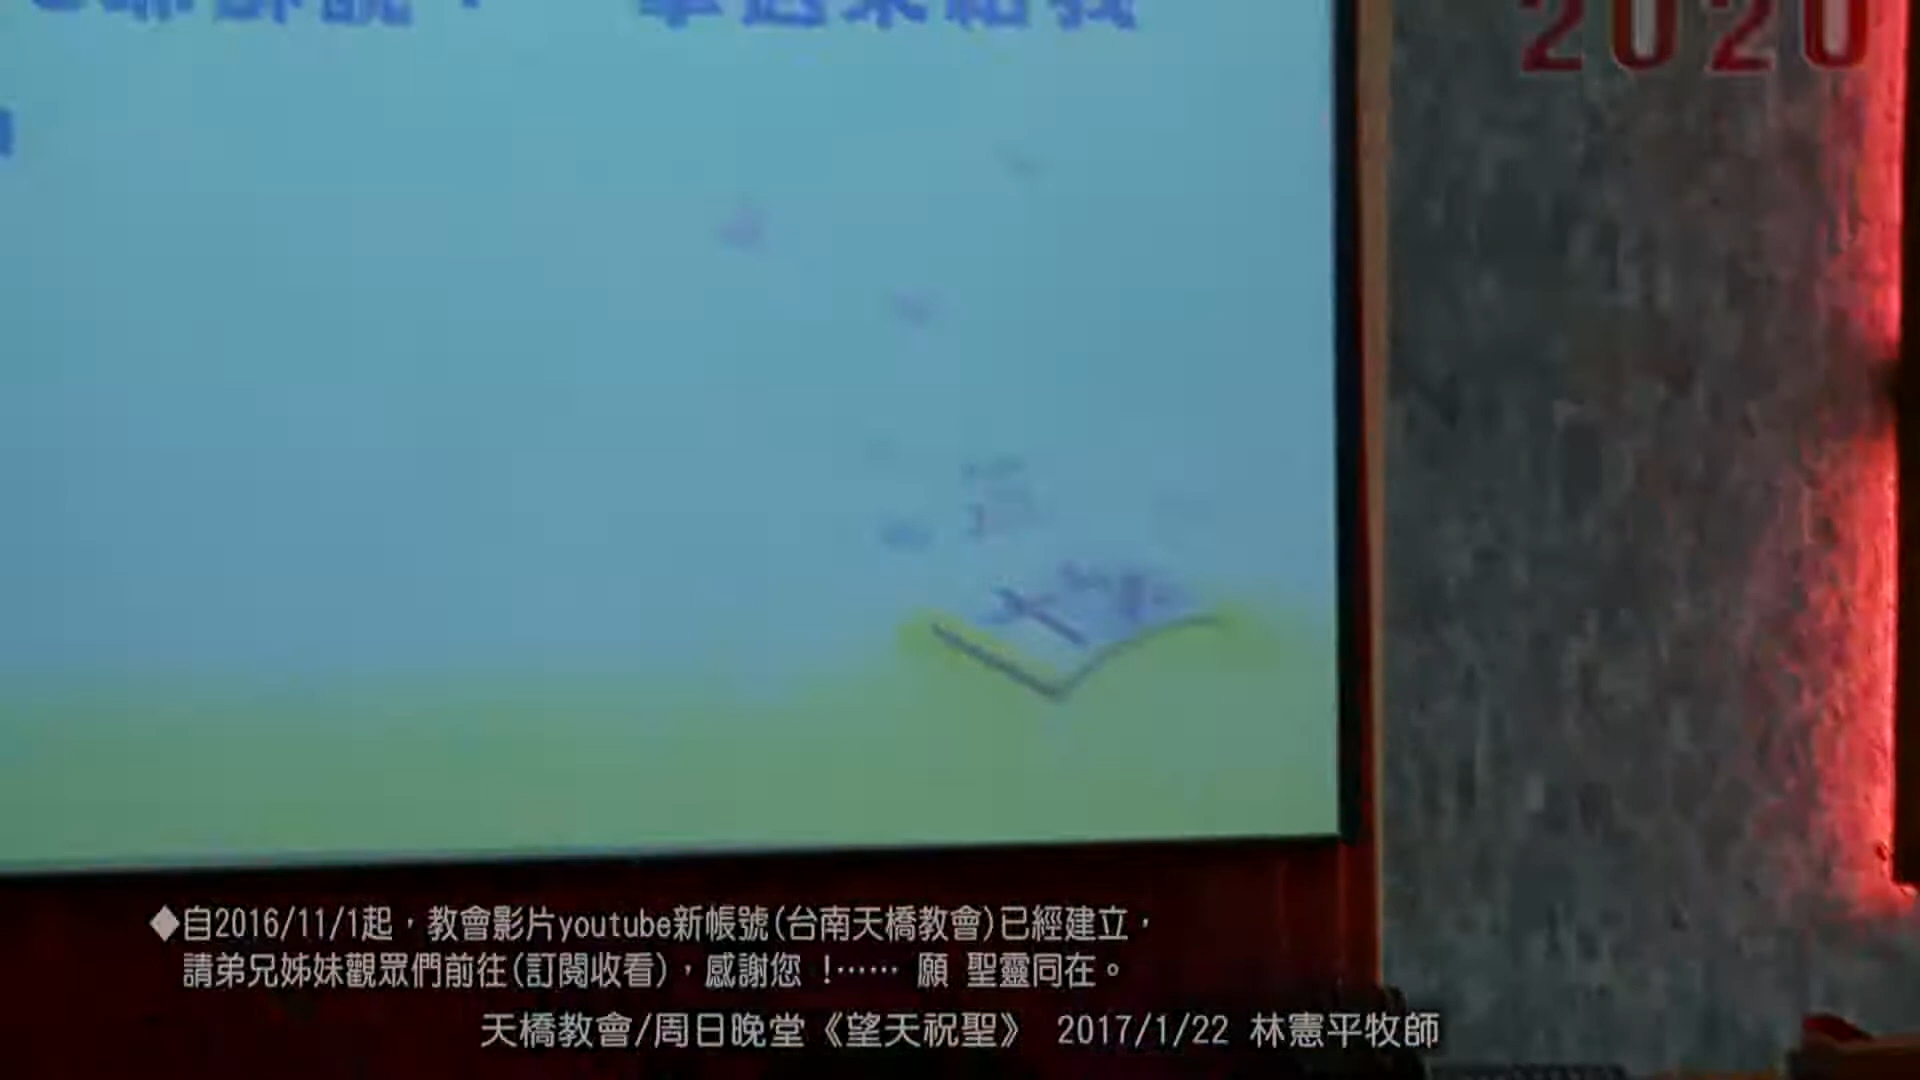 2020
◆自2016/11/1起，教會影片youtube新帳號(台南天橋教會)已經建立，
請弟兄姊妹觀眾們前往(訂閱收看)，感謝您 !…… 願 聖靈同在。
天橋教會/周日晚堂《望天祝聖》 2017/1/22 林憲平牧師